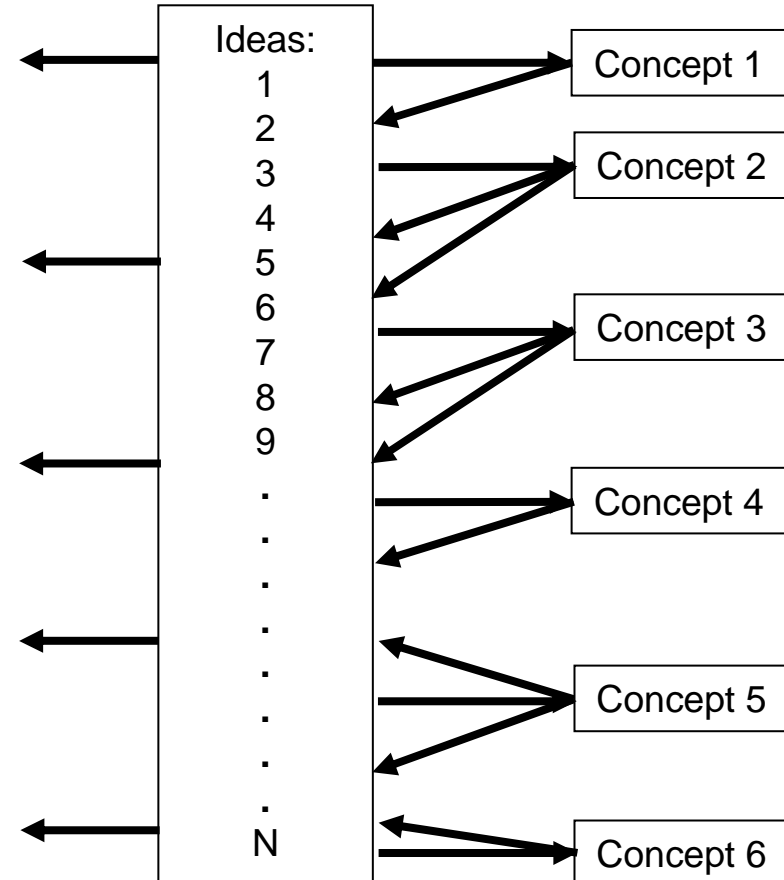 Ideas:
1
2
3
4
5
6
7
8
9
.
.
.
.
.
.
.
.
N
Concept 1
Concept 2
Concept 3
Concept 4
Concept 5
Concept 6